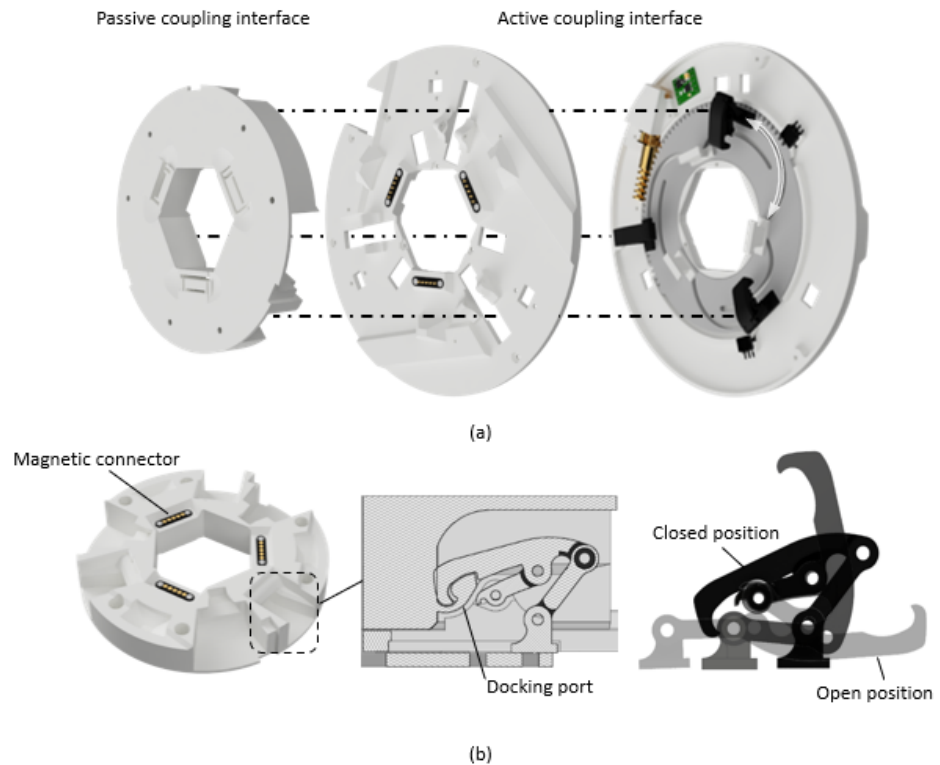 Passive coupling interface
Active coupling interface
(a)
Magnetic connector
Closed position
Docking port
Open position
(b)